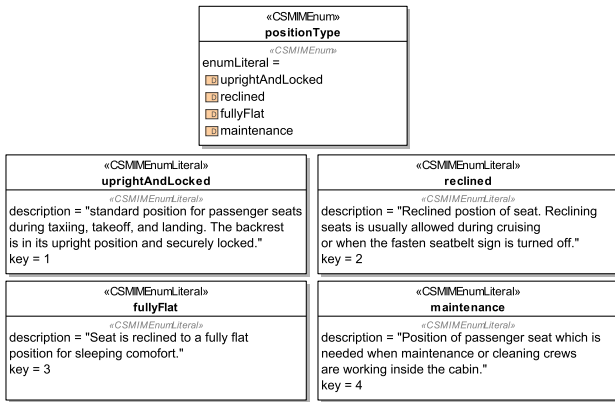 «CSMIMEnum»
positionType
«CSMIMEnum»
enumLiteral =
D uprightAndLocked
D reclined
D fullyFlat
D maintenance
«CSMIMEnumLiteral»
uprightAndLocked
«CSMIMEnumLiteral»
description = "standard position for passenger seats
during taxiing, takeoff, and landing. The backrest
is in its upright position and securely locked."
key = 1
«CSMIMEnumLiteral»
reclined
«CSMIMEnumLiteral»
description = "Reclined postion of seat. Reclining
seats is usually allowed during cruising
or when the fasten seatbelt sign is turned off."
key = 2
«CSMIMEnumLiteral»
fullyFlat
«CSMIMEnumLiteral»
description = "Seat is reclined to a fully flat
position for sleeping comofort."
key = 3
«CSMIMEnumLiteral»
maintenance
«CSMIMEnumLiteral»
description = "Position of passenger seat which is
needed when maintenance or cleaning crews
are working inside the cabin."
key = 4